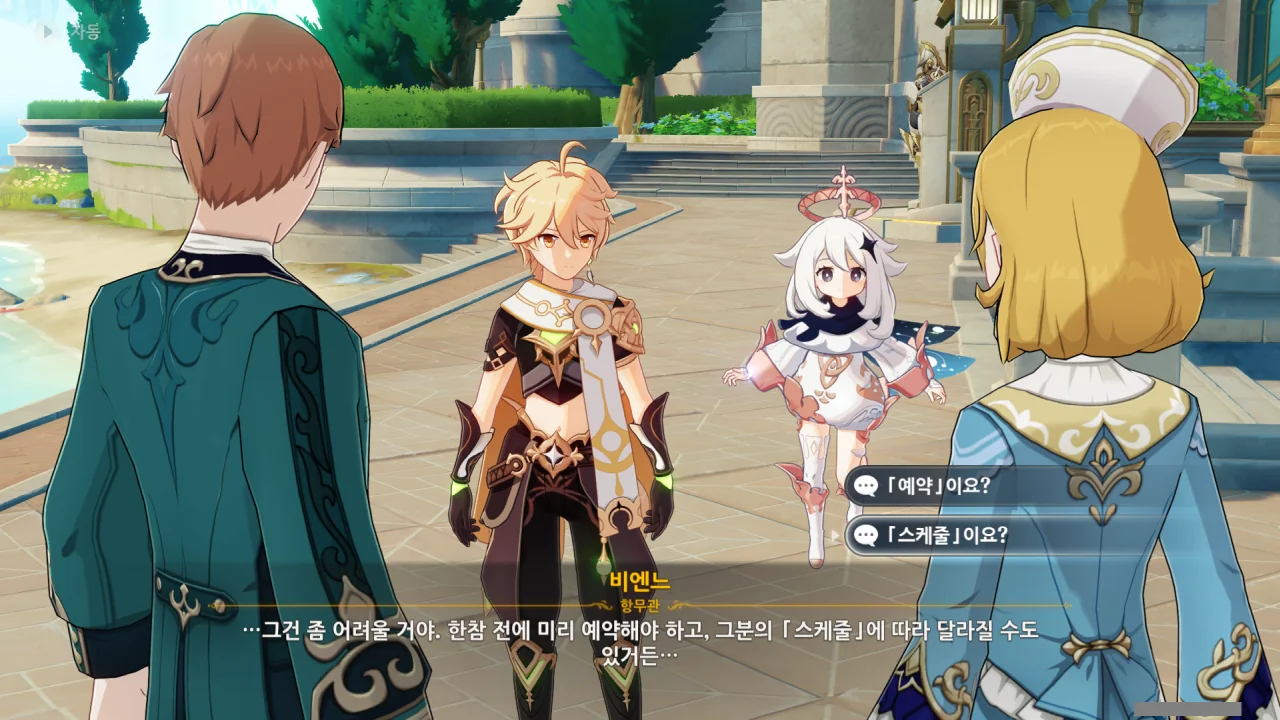 자동
「예약」이요?
「스케줄」이요?
비엔느
항무관
…그건 좀 어려울 거야. 한참 전에 미리 예약해야 하고, 그분의 「스케줄」에 따라 달라질 수도
있거든…